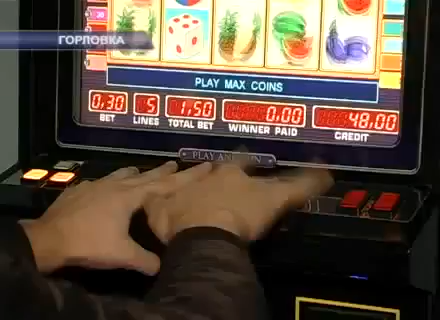 ГОРЛОВКА
PLAY MAX COINS
0.30 5 1.50 0.00 48.00
BET LINES TOTAL BET WINNER PAID CREDIT